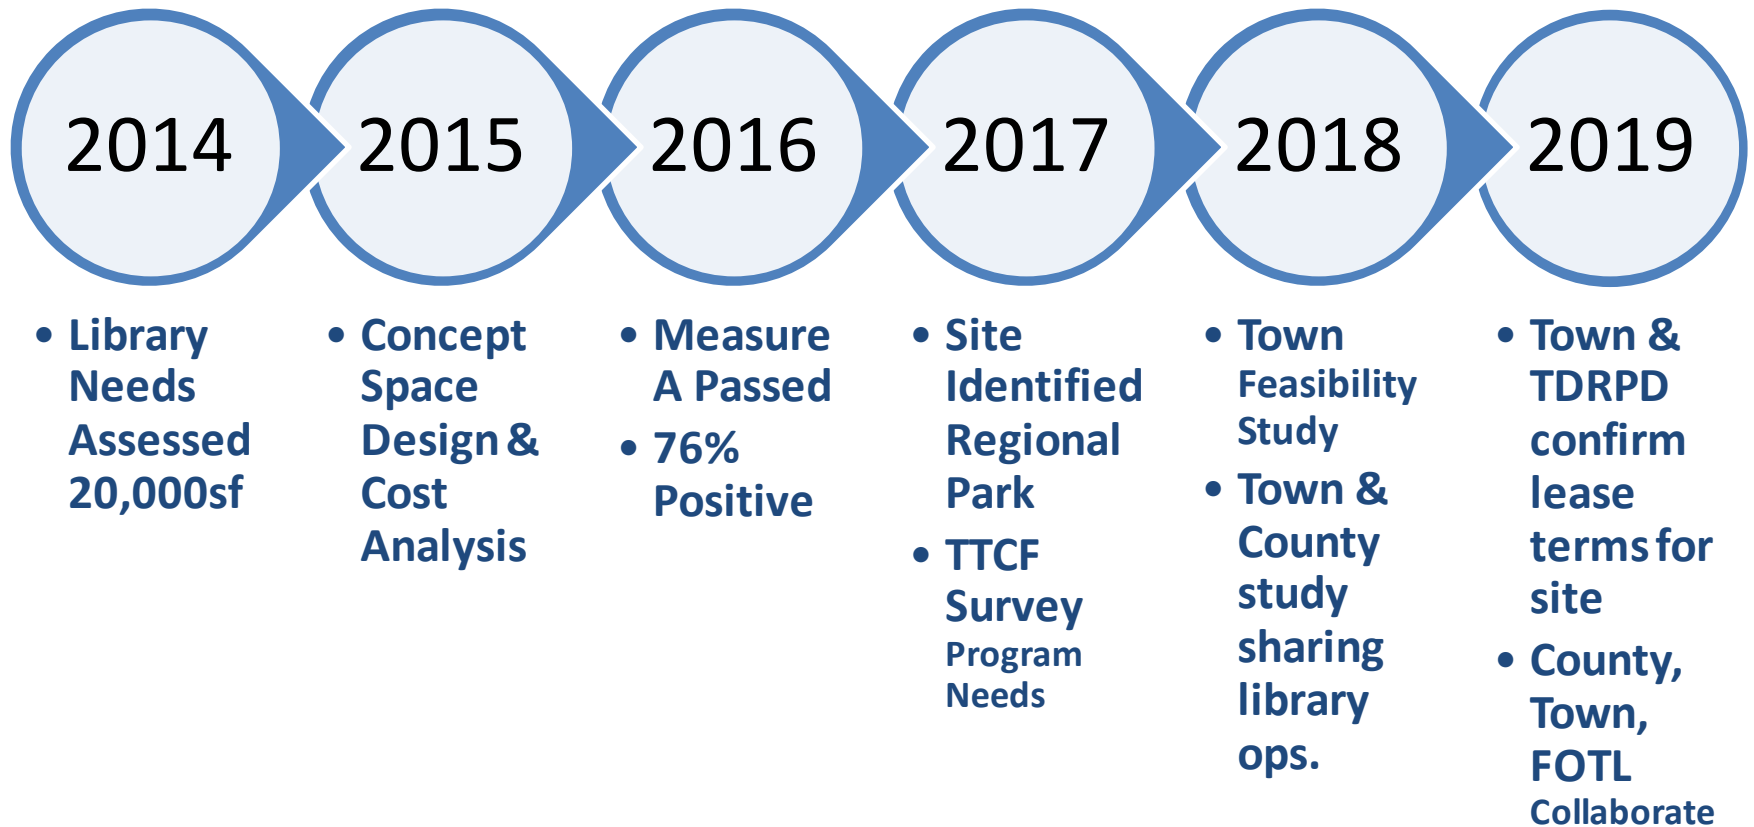 2014
2015
2016
2017
2018
2019
• Library
Needs
Assessed
20,000sf
• Concept
Space
Design &
Cost
Analysis
• Measure
A Passed
• 76%
Positive
• Site
Identified
Regional
Park
• TTCF
Survey
Program
Needs
• Town
Feasibility
Study
• Town &
County
study
sharing
library
ops.
• Town &
TDRPD
confirm
lease
terms for
site
• County,
Town,
FOTL
Collaborate